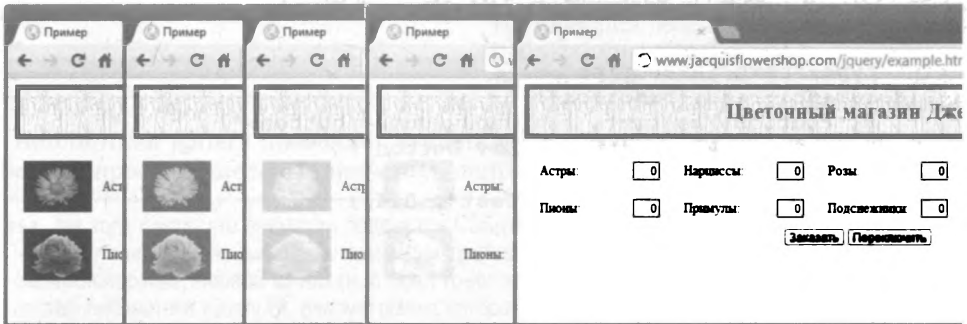 Пример
Пример
Пример
Пример
Пример
www.jacquisflowershop.com/jquery/example.htm
Цветочный магазин Дже
Аст
Пио
Аст
Пио
Астр
Пио
Астры:
Пионы:
Астры: 0 Нарциссы: 0 Розы 0
Пионы: 0 Примулы: 0 Подснежники 0
Заказать Переключить